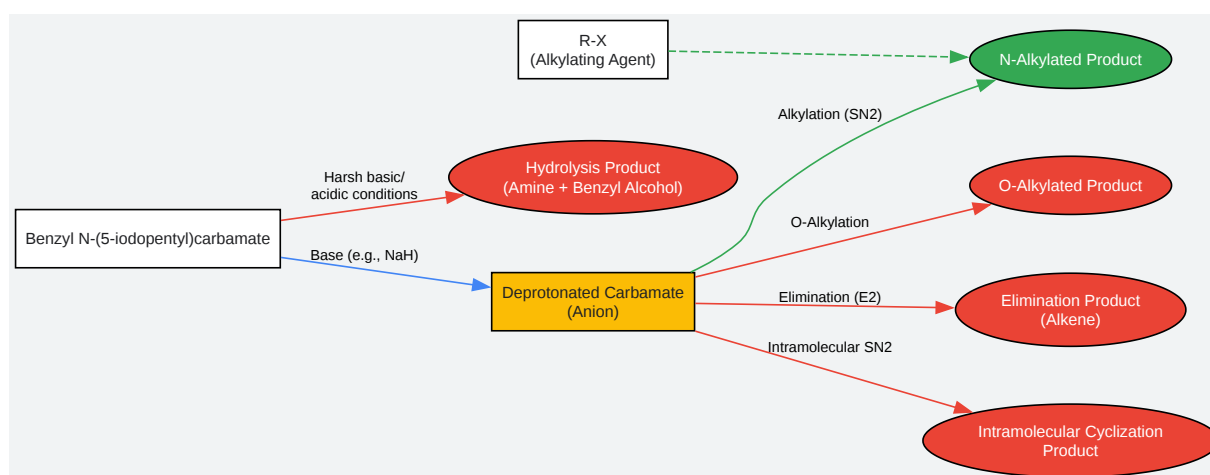 R-X
(Alkylating Agent)
N-Alkylated Product
Alkylation (SN2)
Harsh basic/
acidic conditions
Hydrolysis Product
(Amine + Benzyl Alcohol)
O-Alkylated Product
O-Alkylation
Benzyl N-(5-iodopentyl)carbamate
Base (e.g., NaH)
Deprotonated Carbamate
(Anion)
Elimination (E2)
Elimination Product
(Alkene)
Intramolecular SN2
Intramolecular Cyclization
Product